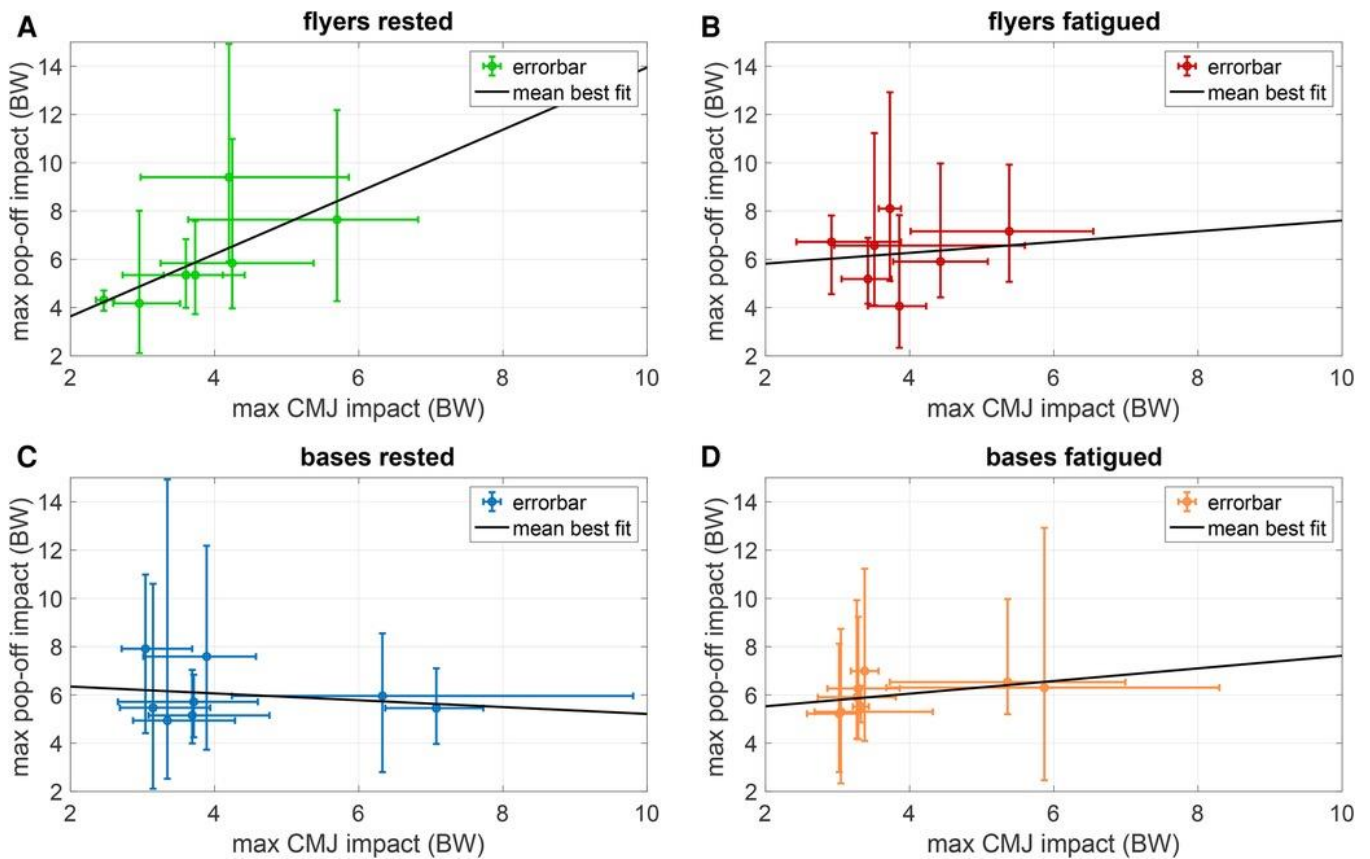 A
flyers rested
max pop-off impact (BW)
14
12
10
8
6
4
2
errorbar
mean best fit
2 4 6 8 10
max CMJ impact (BW)
B
flyers fatigued
max pop-off impact (BW)
14
12
10
8
6
4
2
errorbar
mean best fit
2 4 6 8 10
max CMJ impact (BW)
C
bases rested
max pop-off impact (BW)
14
12
10
8
6
4
2
errorbar
mean best fit
2 4 6 8 10
max CMJ impact (BW)
D
bases fatigued
max pop-off impact (BW)
14
12
10
8
6
4
2
errorbar
mean best fit
2 4 6 8 10
max CMJ impact (BW)